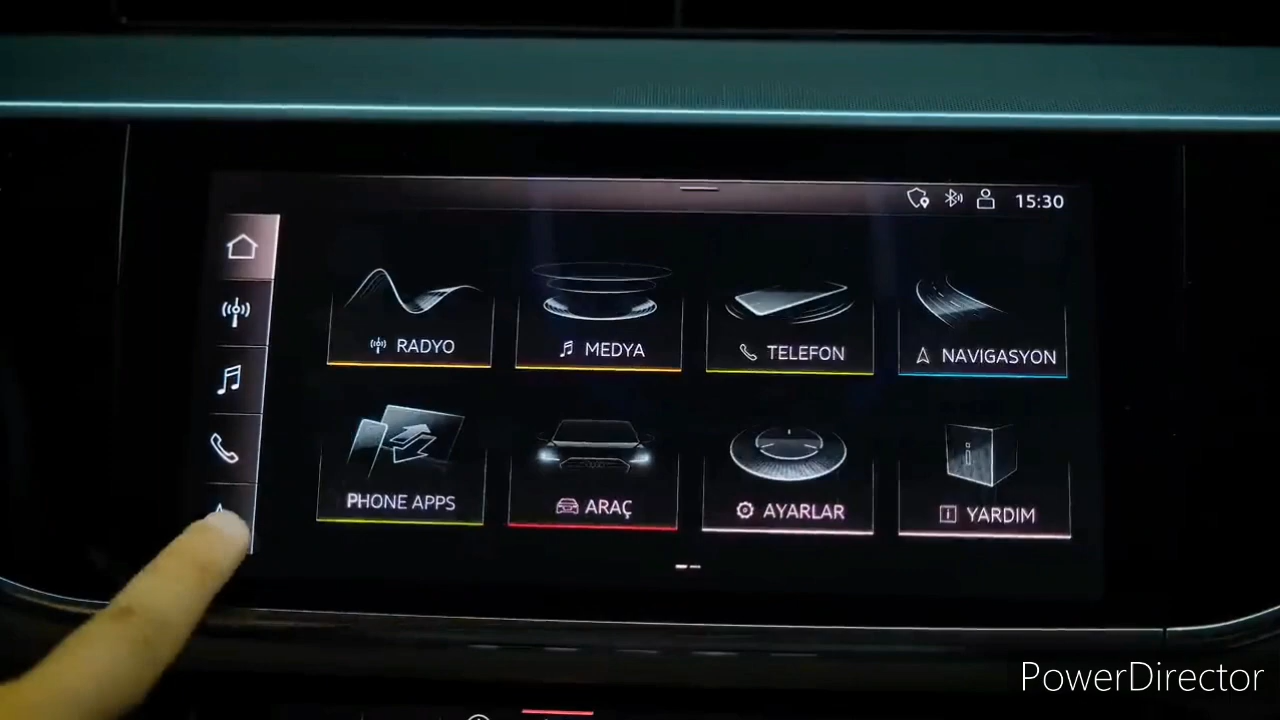 15:30
RADYO
MEDYA
TELEFON
NAVIGASYON
PHONE APPS
ARAÇ
AYARLAR
YARDIM
PowerDirector